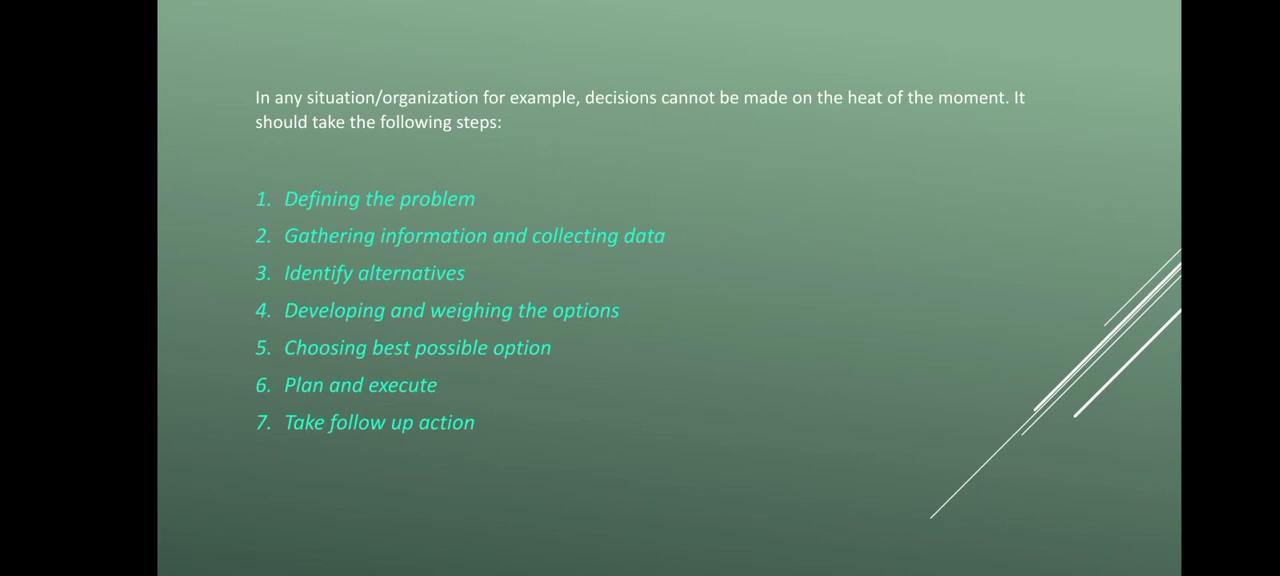 In any situation/organization for example, decisions cannot be made on the heat of the moment. It
should take the following steps:
1. Defining the problem
2. Gathering information and collecting data
3. Identify alternatives
4. Developing and weighing the options
5. Choosing best possible option
6. Plan and execute
7. Take follow up action